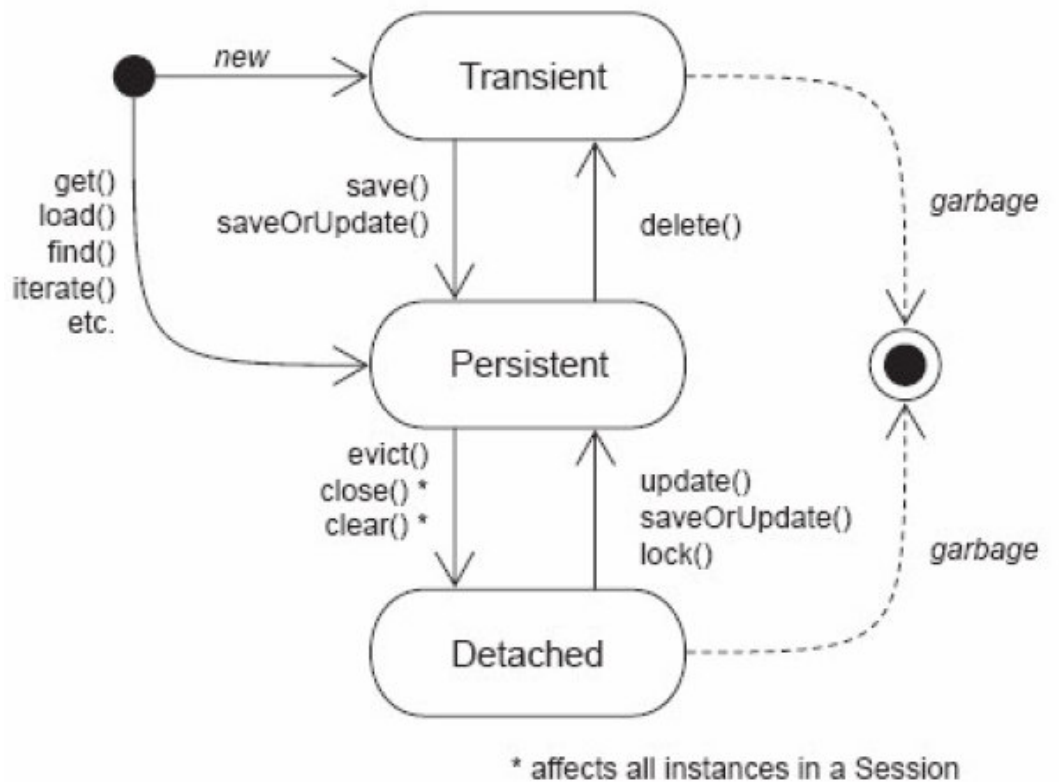 new
Transient
get()
load()
find()
iterate()
etc.
save()
saveOrUpdate()
delete()
garbage
Persistent
evict()
close() *
clear() *
update()
saveOrUpdate()
lock()
garbage
Detached
* affects all instances in a Session